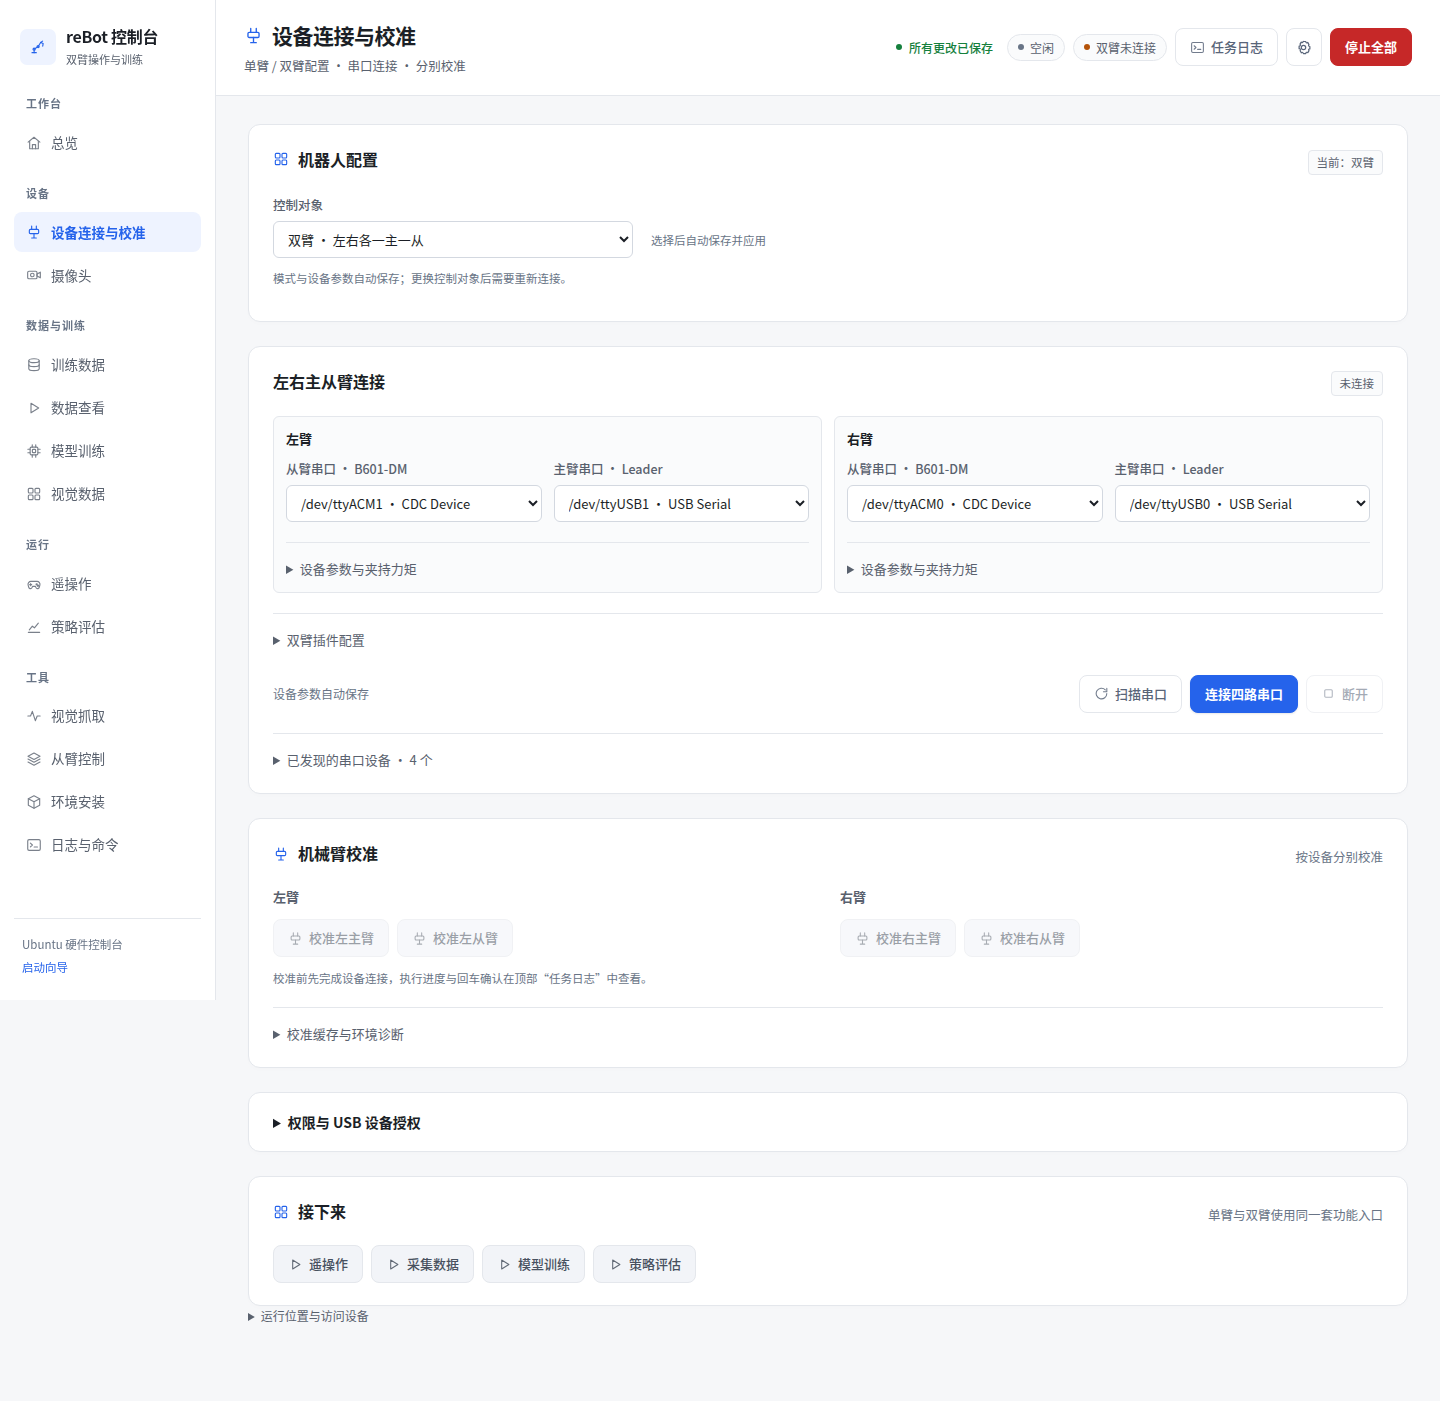 reBot 控制台
双臂操作与训练
工作台
总览
设备
设备连接与校准
摄像头
数据与训练
训练数据
数据查看
模型训练
视觉数据
运行
遥操作
策略评估
工具
视觉抓取
从臂控制
环境安装
日志与命令
Ubuntu 硬件控制台
启动向导
设备连接与校准
单臂 / 双臂配置 · 串口连接 · 分别校准
所有更改已保存
空闲
双臂未连接
任务日志
停止全部
机器人配置
当前：双臂
控制对象
双臂 · 左右各一主一从
选择后自动保存并应用
模式与设备参数自动保存；更换控制对象后需要重新连接。
左右主从臂连接
未连接
左臂
从臂串口 · B601-DM
主臂串口 · Leader
/dev/ttyACM1 · CDC Device
/dev/ttyUSB1 · USB Serial
设备参数与夹持力矩
右臂
从臂串口 · B601-DM
主臂串口 · Leader
/dev/ttyACM0 · CDC Device
/dev/ttyUSB0 · USB Serial
设备参数与夹持力矩
双臂插件配置
设备参数自动保存
扫描串口
连接四路串口
断开
已发现的串口设备 · 4 个
机械臂校准
按设备分别校准
左臂
校准左主臂
校准左从臂
右臂
校准右主臂
校准右从臂
校准前先完成设备连接，执行进度与回车确认在顶部“任务日志”中查看。
校准缓存与环境诊断
权限与 USB 设备授权
接下来
单臂与双臂使用同一套功能入口
遥操作
采集数据
模型训练
策略评估
运行位置与访问设备